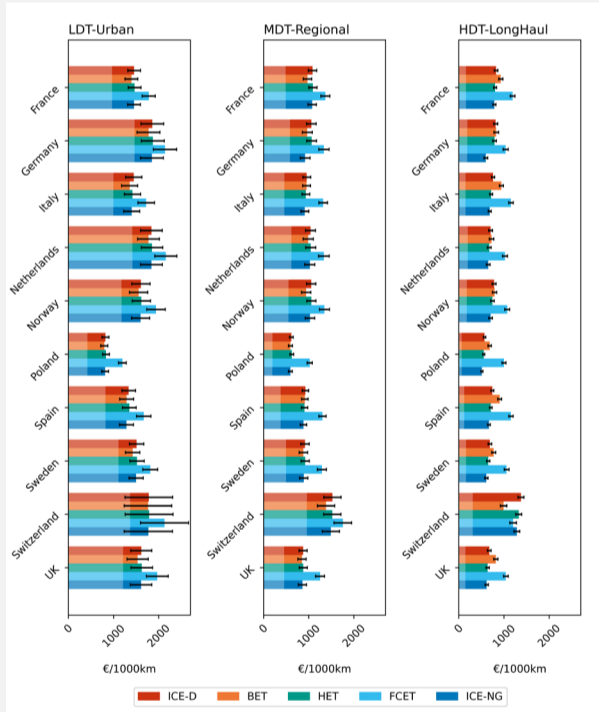 LDT-Urban
France
Germany
Italy
Netherlands
Norway
Poland
Spain
Sweden
Switzerland
UK
0
1000
2000
€/1000km
MDT-Regional
France
Germany
Italy
Netherlands
Norway
Poland
Spain
Sweden
Switzerland
UK
0
1000
2000
€/1000km
HDT-LongHaul
France
Germany
Italy
Netherlands
Norway
Poland
Spain
Sweden
Switzerland
UK
0
1000
2000
€/1000km
ICE-D BET HET FCET ICE-NG